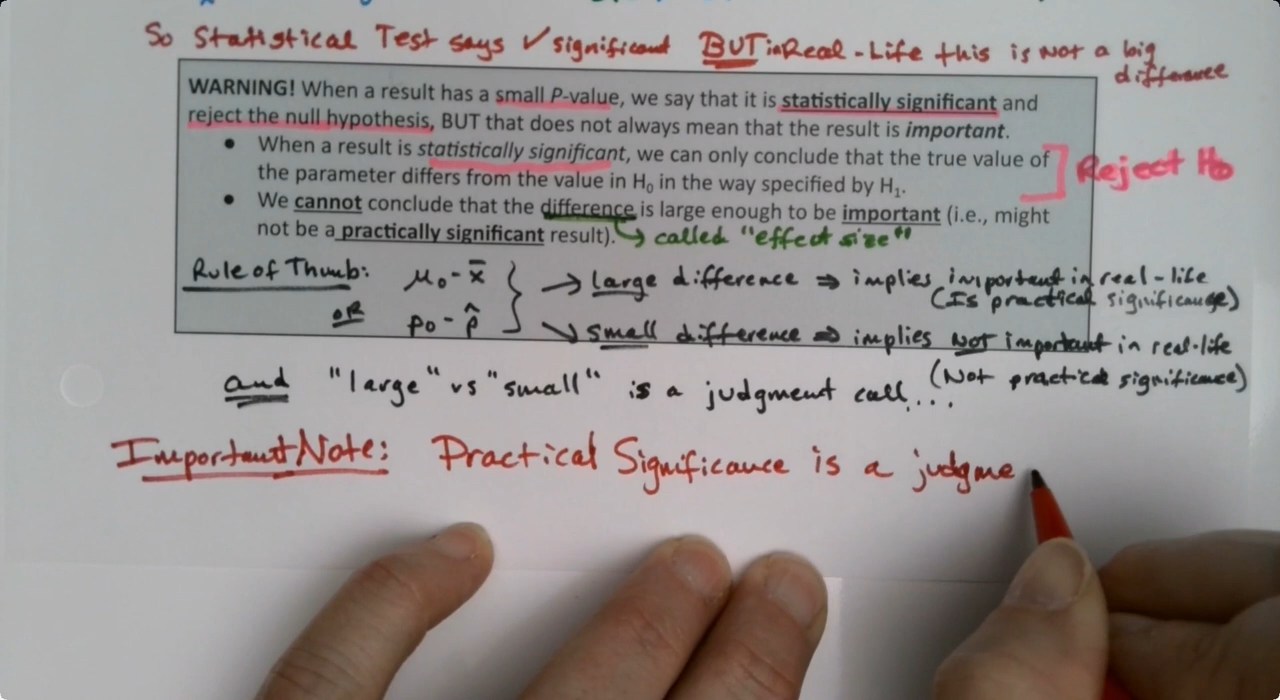 So Statistical Test says ✓ significant BUT in Real-Life this is not a big
difference
WARNING! When a result has a small P-value, we say that it is statistically significant and
reject the null hypothesis, BUT that does not always mean that the result is important.
• When a result is statistically significant, we can only conclude that the true value of
the parameter differs from the value in H₀ in the way specified by H₁.
Reject H₀
• We cannot conclude that the difference is large enough to be important (i.e., might
not be a practically significant result). ↳ called "effect size"
Rule of Thumb: μ₀ - x̄ } → large difference ⇒ implies important in real-life
(Is practical significance)
OR p₀ - p̂ ↘ small difference ⇒ implies Not important in real-life
(Not practical significance)
and "large" vs "small" is a judgment call...
Important Note: Practical Significance is a judgme